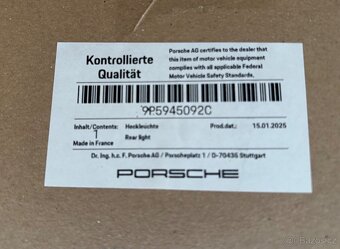 Kontrollierte
Qualität
Porsche AG certifies to the dealer that
this item of motor vehicle equipment
complies with all applicable Federal
Motor Vehicle Safety Standards,
9P5945092C
Inhalt/Contents: Heckleuchte Prod.dat.: 15.01.2025
1 Rear light
Made in France
Dr. Ing. h.c. F. Porsche AG / Porscheplatz 1 / D-70435 Stuttgart
PORSCHE
Bazos.cz